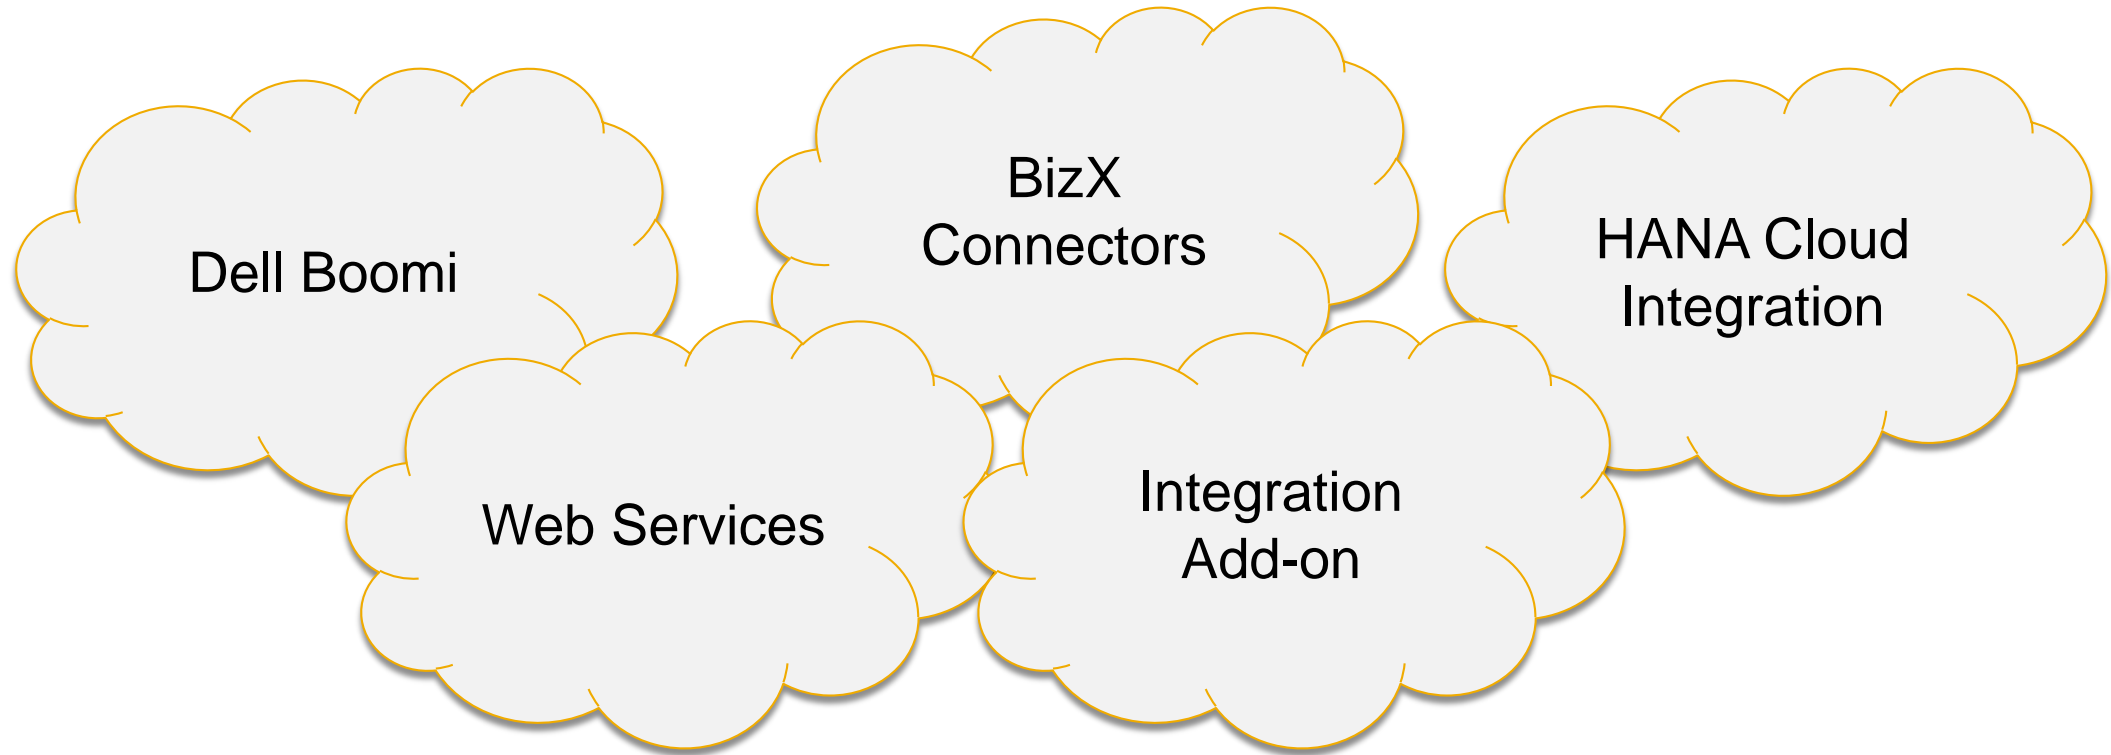 Dell Boomi
BizX
Connectors
HANA Cloud
Integration
Web Services
Integration
Add-on